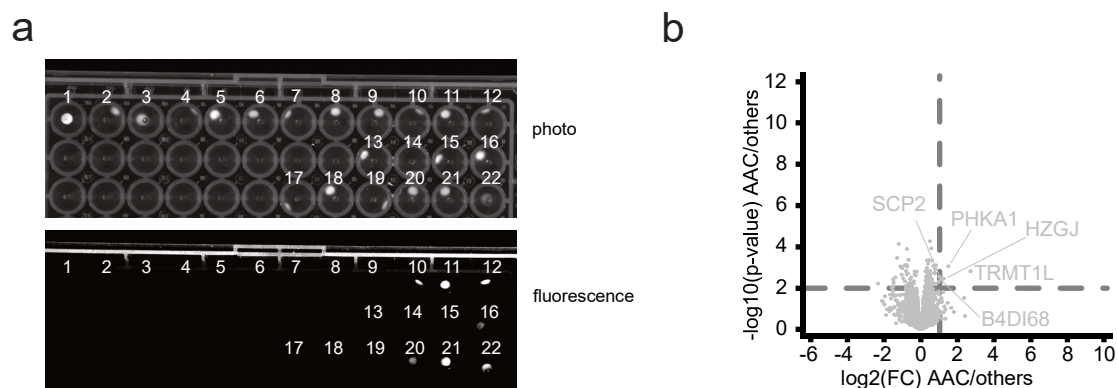 a
1 2 3 4 5 6 7 8 9 10 11 12
13 14 15 16
17 18 19 20 21 22
photo
1 2 3 4 5 6 7 8 9 10 11 12
13 14 15 16
17 18 19 20 21 22
fluorescence
b
-log10(p-value) AAC/others
12
10
8
6
4
2
0
SCP2
PHKA1
HZGJ
TRMT1L
B4DI68
-6 -4 -2 0 2 4 6 8 10
log2(FC) AAC/others